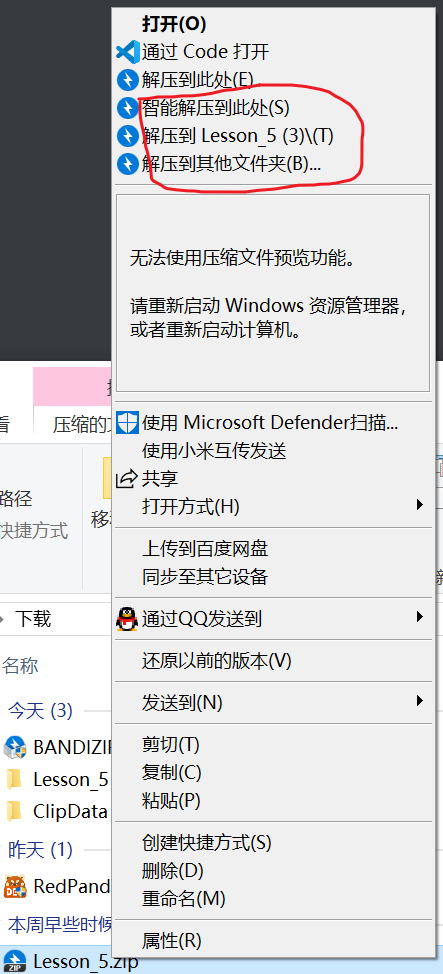 打开(O)
通过 Code 打开
解压到此处(E)
智能解压到此处(S)
解压到 Lesson_5 (3)\(T)
解压到其他文件夹(B)...
无法使用压缩文件预览功能。
请重新启动 Windows 资源管理器，
或者重新启动计算机。
看
压缩的
使用 Microsoft Defender扫描...
使用小米互传发送
共享
打开方式(H)
路径
快捷方式
移
上传到百度网盘
同步至其它设备
下载
通过QQ发送到
名称
还原以前的版本(V)
今天 (3)
发送到(N)
BANDIZIP
剪切(T)
Lesson_5
复制(C)
ClipData
粘贴(P)
昨天 (1)
创建快捷方式(S)
RedPand
删除(D)
重命名(M)
本周早些时候
属性(R)
ZIP
Lesson_5.zip